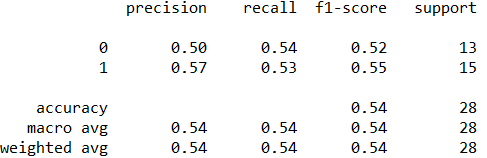 precision recall f1-score support
0 0.50 0.54 0.52 13
1 0.57 0.53 0.55 15
accuracy 0.54 28
macro avg 0.54 0.54 0.54 28
weighted avg 0.54 0.54 0.54 28